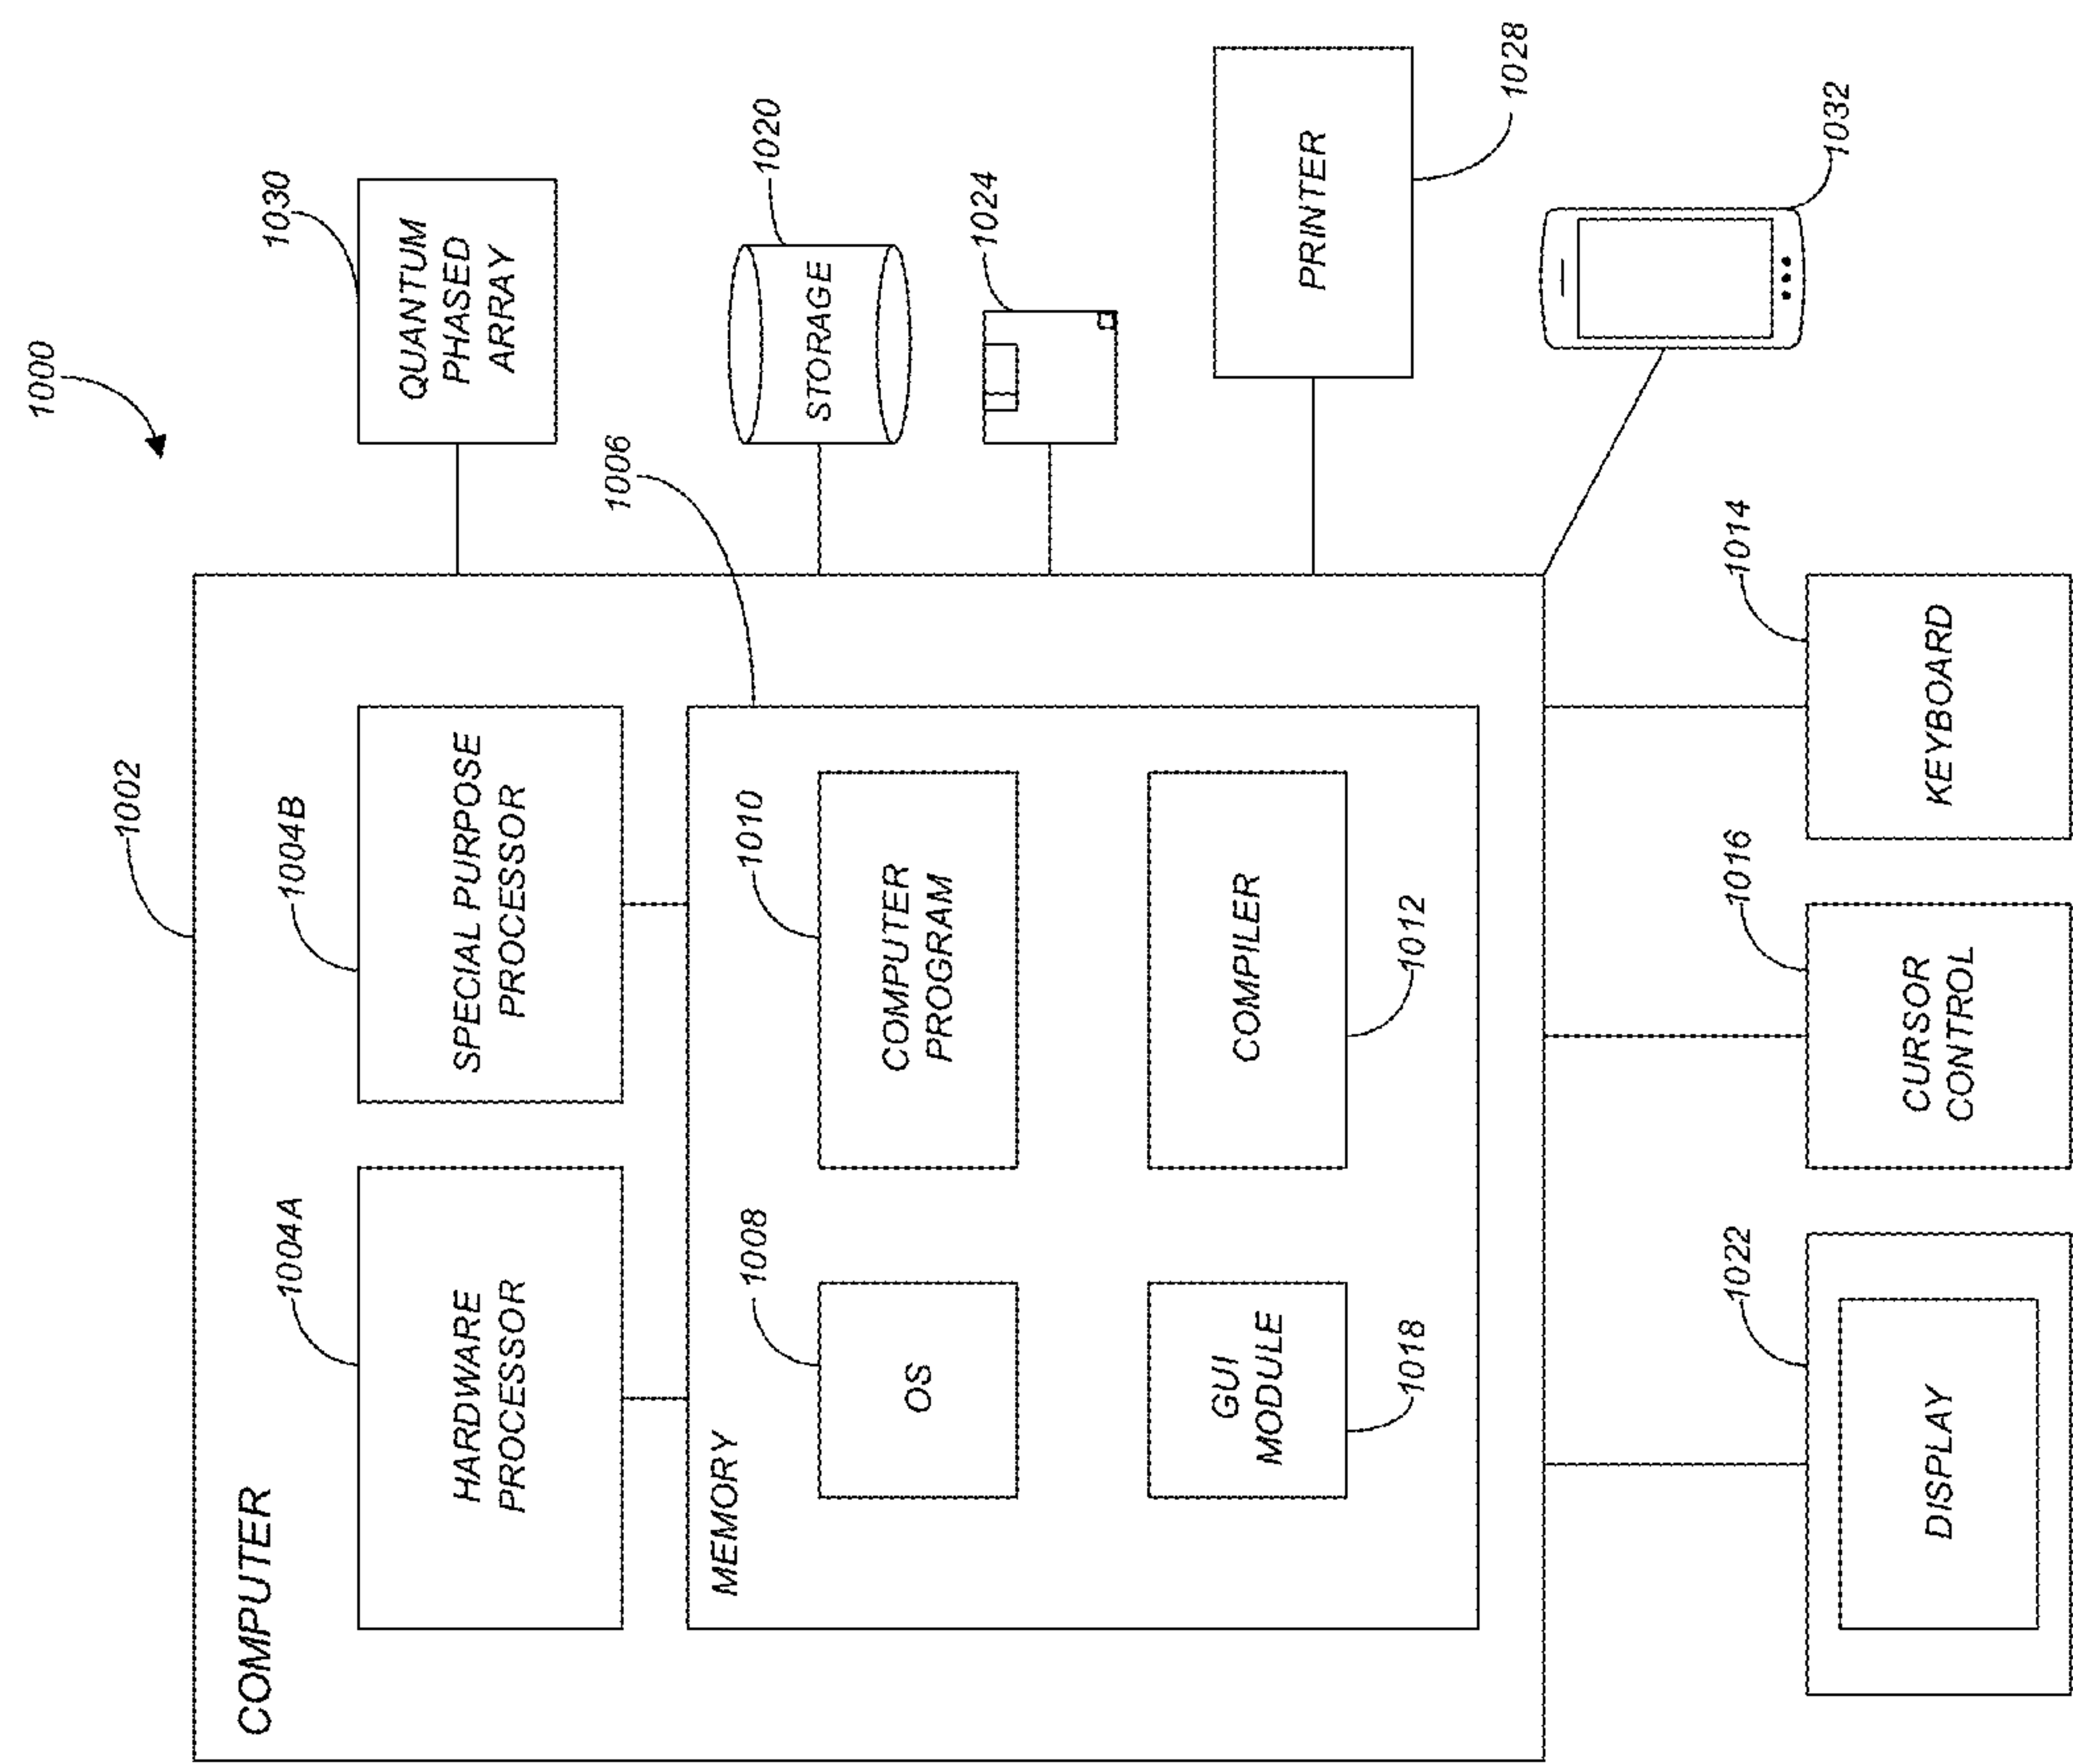 1000
1002
COMPUTER
1004A
HARDWARE
PROCESSOR
1004B
SPECIAL PURPOSE
PROCESSOR
1030
QUANTUM
PHASED
ARRAY
1006
MEMORY
1008
OS
1010
COMPUTER
PROGRAM
1020
STORAGE
1024
GUI
MODULE
1018
COMPILER
1012
PRINTER
1028
1032
1022
DISPLAY
1016
CURSOR
CONTROL
1014
KEYBOARD